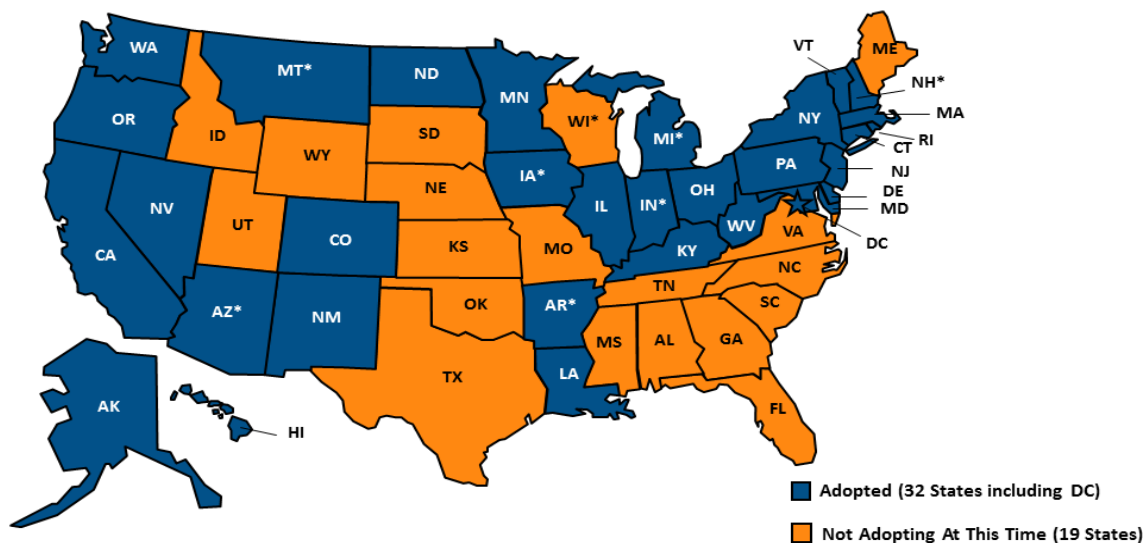 WA
MT*
ND
MN
OR
ID
WY
SD
WI*
MI*
NY
VT
ME
NH*
MA
RI
CT
NJ
DE
MD
DC
NV
UT
CO
NE
IA*
IL
IN*
OH
PA
WV
VA
CA
AZ*
NM
KS
MO
KY
TN
NC
SC
OK
AR*
MS
AL
GA
TX
LA
FL
AK
HI
Adopted (32 States including DC)
Not Adopting At This Time (19 States)